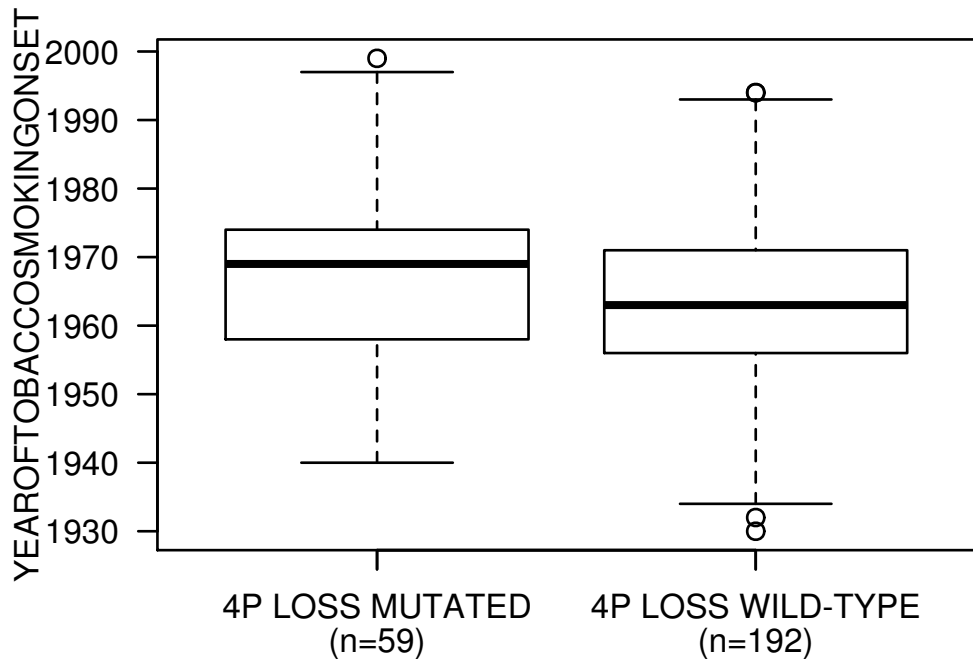 YEAROFTOBACCOSMOKINGONSET
2000
1990
1980
1970
1960
1950
1940
1930
4P LOSS MUTATED
(n=59)
4P LOSS WILD-TYPE
(n=192)